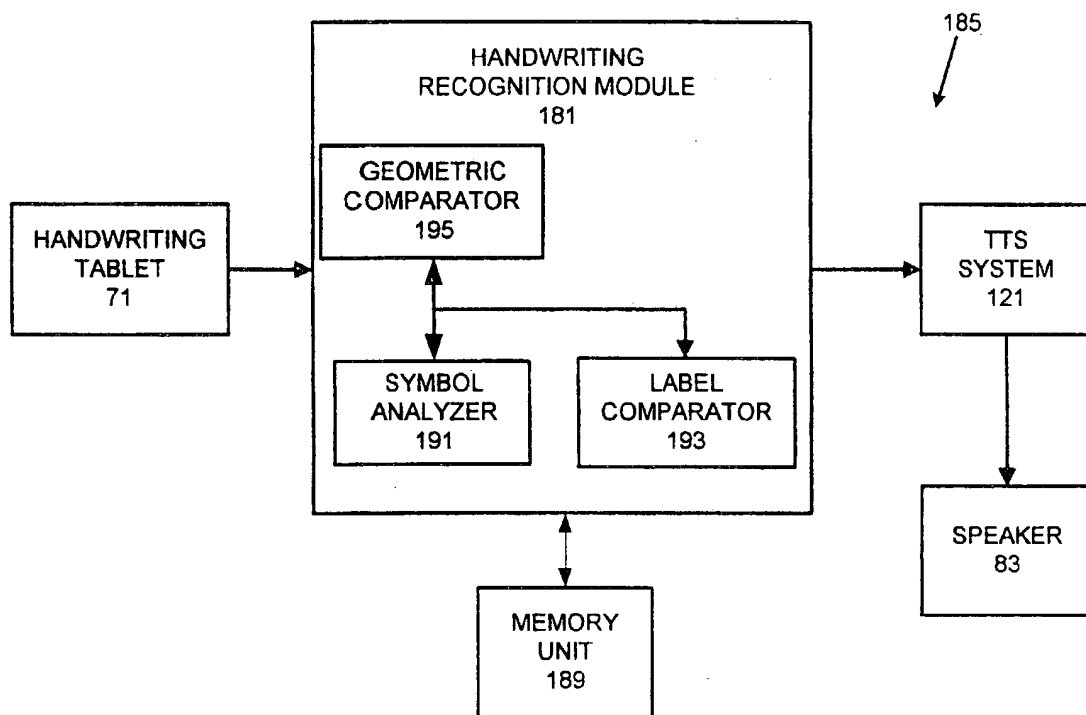 185
HANDWRITING
RECOGNITION MODULE
181
GEOMETRIC
COMPARATOR
195
HANDWRITING
TABLET
71
TTS
SYSTEM
121
SYMBOL
ANALYZER
191
LABEL
COMPARATOR
193
SPEAKER
83
MEMORY
UNIT
189